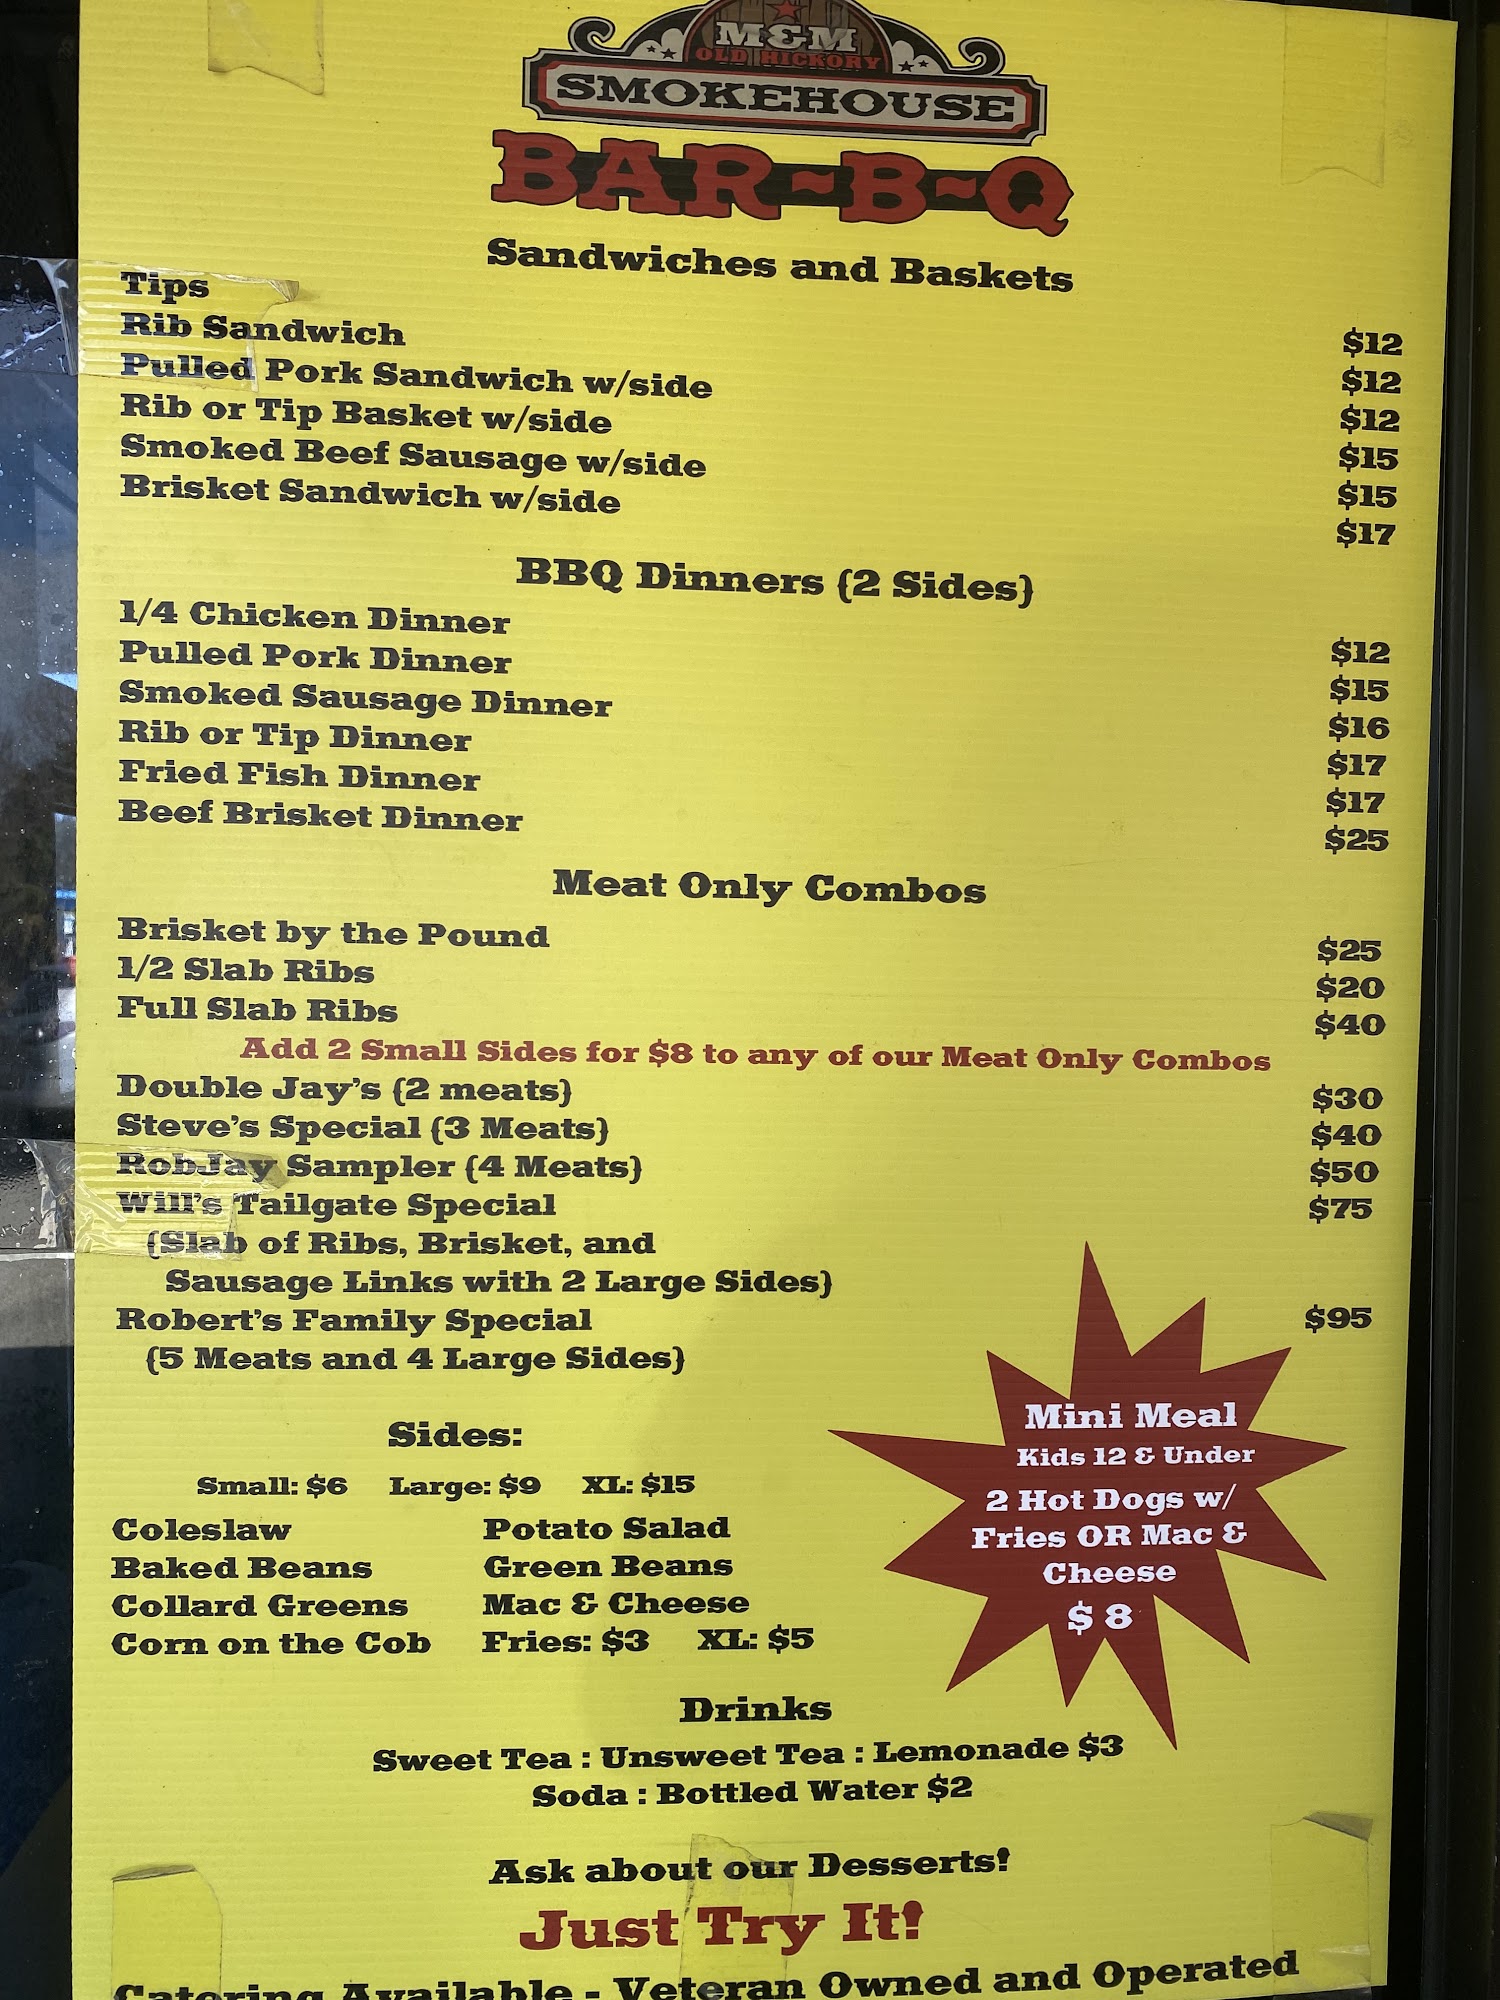 M&M
OLD HICKORY
SMOKEHOUSE
BAR-B-Q
Sandwiches and Baskets
Tips $12
Rib Sandwich $12
Pulled Pork Sandwich w/side $12
Rib or Tip Basket w/side $15
Smoked Beef Sausage w/side $15
Brisket Sandwich w/side $17
BBQ Dinners (2 Sides)
1/4 Chicken Dinner $12
Pulled Pork Dinner $15
Smoked Sausage Dinner $16
Rib or Tip Dinner $17
Fried Fish Dinner $17
Beef Brisket Dinner $25
Meat Only Combos
Brisket by the Pound $25
1/2 Slab Ribs $20
Full Slab Ribs $40
Add 2 Small Sides for $8 to any of our Meat Only Combos
Double Jay's (2 meats) $30
Steve's Special (3 Meats) $40
RobJay Sampler (4 Meats) $50
Will's Tailgate Special $75
(Slab of Ribs, Brisket, and
Sausage Links with 2 Large Sides)
Robert's Family Special $95
(5 Meats and 4 Large Sides)
Sides:
Small: $6 Large: $9 XL: $15
Coleslaw Potato Salad
Baked Beans Green Beans
Collard Greens Mac & Cheese
Corn on the Cob Fries: $3 XL: $5
Mini Meal
Kids 12 & Under
2 Hot Dogs w/
Fries OR Mac &
Cheese
$ 8
Drinks
Sweet Tea : Unsweet Tea : Lemonade $3
Soda : Bottled Water $2
Ask about our Desserts!
Just Try It!
Catering Available - Veteran Owned and Operated